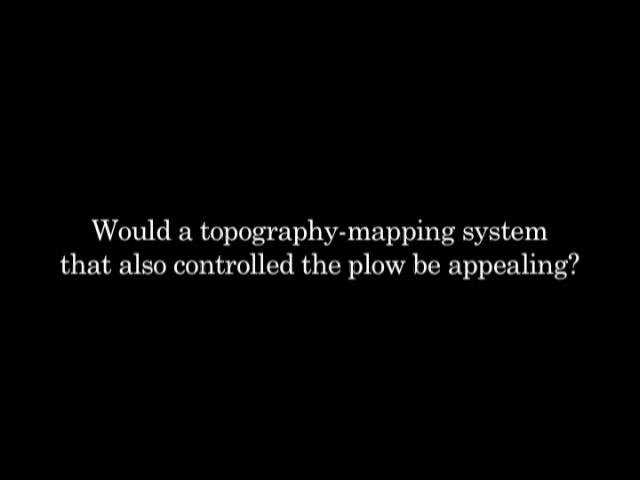 Would a topography-mapping system
that also controlled the plow be appealing?